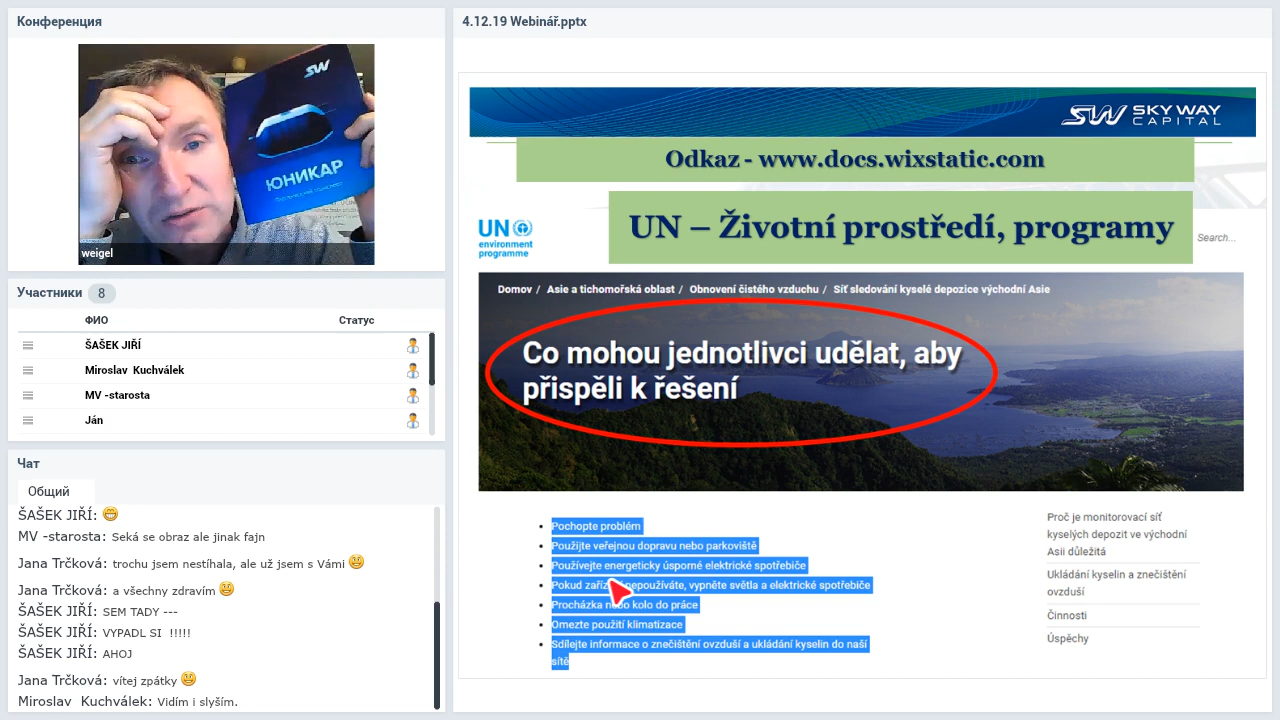 Конференция
SW
ЮНИКАР
weigel
Участники 8
ФИО Статус
ŠAŠEK JIŘÍ
Miroslav Kuchválek
MV -starosta
Ján
Чат
Общий
ŠAŠEK JIŘÍ:
MV -starosta: Seká se obraz ale jinak fajn
Jana Trčková: trochu jsem nestíhala, ale už jsem s Vámi
Jana Trčková: a všechny zdravím
ŠAŠEK JIŘÍ: SEM TADY ---
ŠAŠEK JIŘÍ: VYPADL SI !!!!!
ŠAŠEK JIŘÍ: AHOJ
Jana Trčková: vítej zpátky
Miroslav Kuchválek: Vidím i slyším.
4.12.19 Webinář.pptx
SW SKY WAY
CAPITAL
Odkaz - www.docs.wixstatic.com
UN – Životní prostředí, programy
UN
environment
programme
Search...
Domov / Asie a tichomořská oblast / Obnovení čistého vzduchu / Síť sledování kyselé depozice východní Asie
Co mohou jednotlivci udělat, aby
přispěli k řešení
• Pochopte problém
• Použijte veřejnou dopravu nebo parkoviště
• Používejte energeticky úsporné elektrické spotřebiče
• Pokud nepoužíváte, vypněte světla a elektrické spotřebiče
• Procházka nebo kolo do práce
• Omezte použití klimatizace
• Sdílejte informace o znečištění ovzduší a ukládání kyselin do naší
sítě
Proč je monitorovací síť
kyselých depozit ve východní
Asii důležitá
Ukládání kyselin a znečištění
ovzduší
Činnosti
Úspěchy